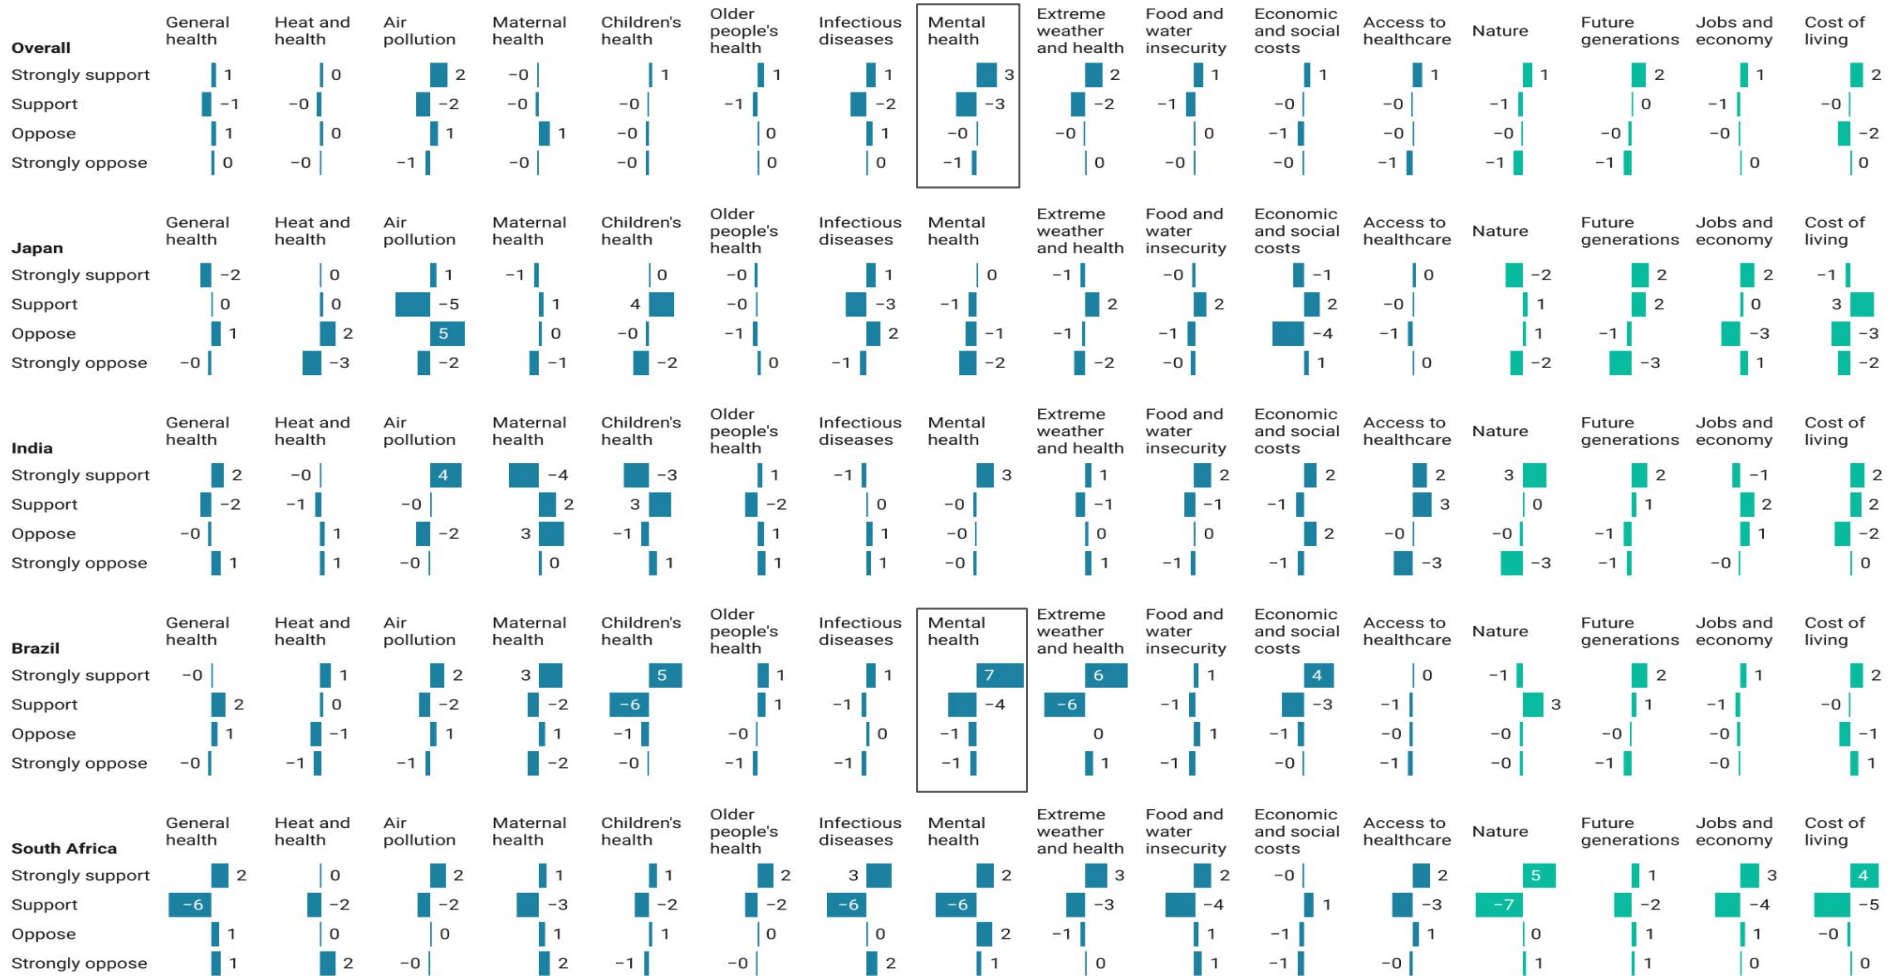 Overall General health Heat and health Air pollution Maternal health Children's health Older people's health Infectious diseases Mental health Extreme weather and health Food and water insecurity Economic and social costs Access to healthcare Nature Future generations Jobs and economy Cost of living
Strongly support 1 0 2 −0 1 1 1 3 2 1 1 1 1 2 1 2
Support −1 −0 −2 −0 −0 −1 −2 −3 −2 −1 −0 −0 −1 0 −1 −0
Oppose 1 0 1 1 −0 0 1 −0 −0 0 −1 −0 −0 −0 −0 −2
Strongly oppose 0 −0 −1 −0 −0 0 0 −1 0 −0 −0 −1 −1 −1 0 0
Japan General health Heat and health Air pollution Maternal health Children's health Older people's health Infectious diseases Mental health Extreme weather and health Food and water insecurity Economic and social costs Access to healthcare Nature Future generations Jobs and economy Cost of living
Strongly support −2 0 1 −1 0 −0 1 0 −1 −0 −1 0 −2 2 2 −1
Support 0 0 −5 1 4 −0 −3 −1 2 2 2 −0 1 2 0 3
Oppose 1 2 5 0 −0 −1 2 −1 −1 −1 −4 −1 1 −1 −3 −3
Strongly oppose −0 −3 −2 −1 −2 0 −1 −2 −2 −0 1 0 −2 −3 1 −2
India General health Heat and health Air pollution Maternal health Children's health Older people's health Infectious diseases Mental health Extreme weather and health Food and water insecurity Economic and social costs Access to healthcare Nature Future generations Jobs and economy Cost of living
Strongly support 2 −0 4 −4 −3 1 −1 3 1 2 2 2 3 2 −1 2
Support −2 −1 −0 2 3 −2 0 −0 −1 −1 −1 3 0 1 2 2
Oppose −0 1 −2 3 −1 1 1 −0 0 0 2 −0 −0 −1 1 −2
Strongly oppose 1 1 −0 0 1 1 1 −0 1 −1 −1 −3 −3 −1 −0 0
Brazil General health Heat and health Air pollution Maternal health Children's health Older people's health Infectious diseases Mental health Extreme weather and health Food and water insecurity Economic and social costs Access to healthcare Nature Future generations Jobs and economy Cost of living
Strongly support −0 1 2 3 5 1 1 7 6 1 4 0 −1 2 1 2
Support 2 0 −2 −2 −6 1 −1 −4 −6 −1 −3 −1 3 1 −1 −0
Oppose 1 −1 1 1 −1 −0 0 −1 0 1 −1 −0 −0 −0 −0 −1
Strongly oppose −0 −1 −1 −2 −0 −1 −1 −1 1 −1 −0 −1 −0 −1 −0 1
South Africa General health Heat and health Air pollution Maternal health Children's health Older people's health Infectious diseases Mental health Extreme weather and health Food and water insecurity Economic and social costs Access to healthcare Nature Future generations Jobs and economy Cost of living
Strongly support 2 0 2 1 1 2 3 2 3 2 −0 2 5 1 3 4
Support −6 −2 −2 −3 −2 −2 −6 −6 −3 −4 1 −3 −7 −2 −4 −5
Oppose 1 0 0 1 1 0 0 2 −1 1 −1 1 0 1 1 −0
Strongly oppose 1 2 −0 2 −1 −0 2 1 0 1 −1 −0 1 1 0 0